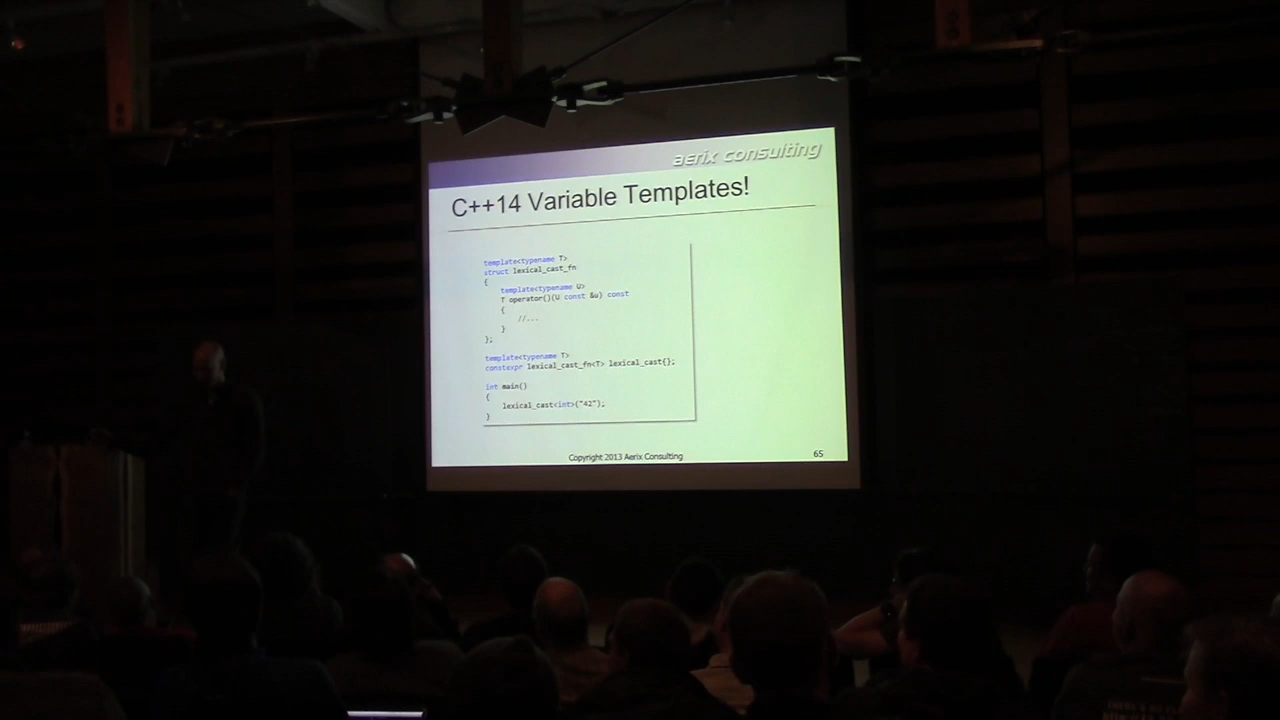 aerix consulting
C++14 Variable Templates!
template<typename T>
struct lexical_cast_fn
{
template<typename U>
T operator()(U const &u) const
{
//...
}
};
template<typename T>
constexpr lexical_cast_fn<T> lexical_cast{};
int main()
{
lexical_cast<int>("42");
}
Copyright 2013 Aerix Consulting
65